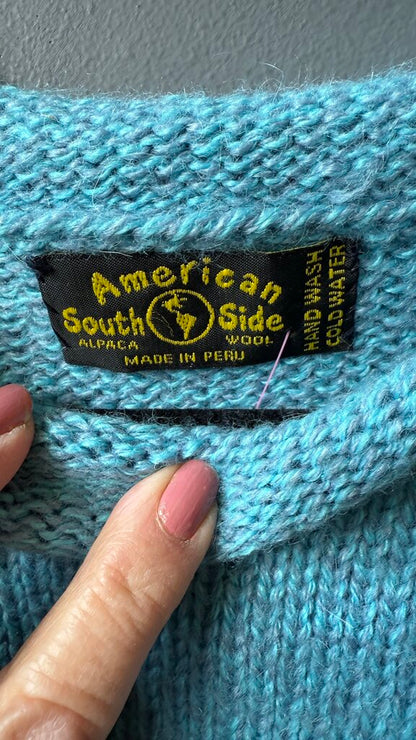 American
South Side
ALPACA WOOL
MADE IN PERU
HAND WASH
COLD WATER